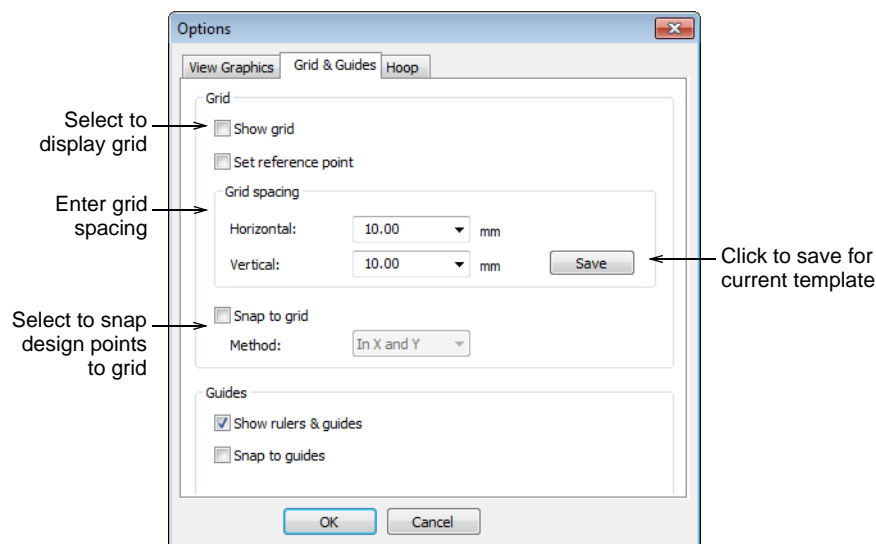 Options
View Graphics
Grid & Guides
Hoop
Grid
Select to
display grid
Show grid
Set reference point
Enter grid
spacing
Grid spacing
Horizontal:
10.00
mm
Vertical:
10.00
mm
Save
Click to save for
current template
Select to snap
design points
to grid
Snap to grid
Method:
In X and Y
Guides
Show rulers & guides
Snap to guides
OK
Cancel